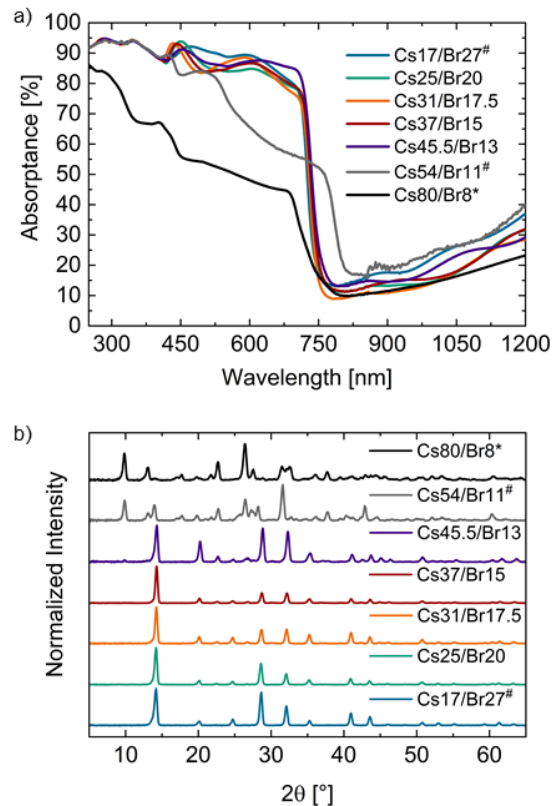 a)
100
90
80
70
60
50
40
30
20
10
0
Absorptance [%]
Cs17/Br27#
Cs25/Br20
Cs31/Br17.5
Cs37/Br15
Cs45.5/Br13
Cs54/Br11#
Cs80/Br8*
300 450 600 750 900 1050 1200
Wavelength [nm]
b)
Normalized Intensity
Cs80/Br8*
Cs54/Br11#
Cs45.5/Br13
Cs37/Br15
Cs31/Br17.5
Cs25/Br20
Cs17/Br27#
10 20 30 40 50 60
2θ [°]